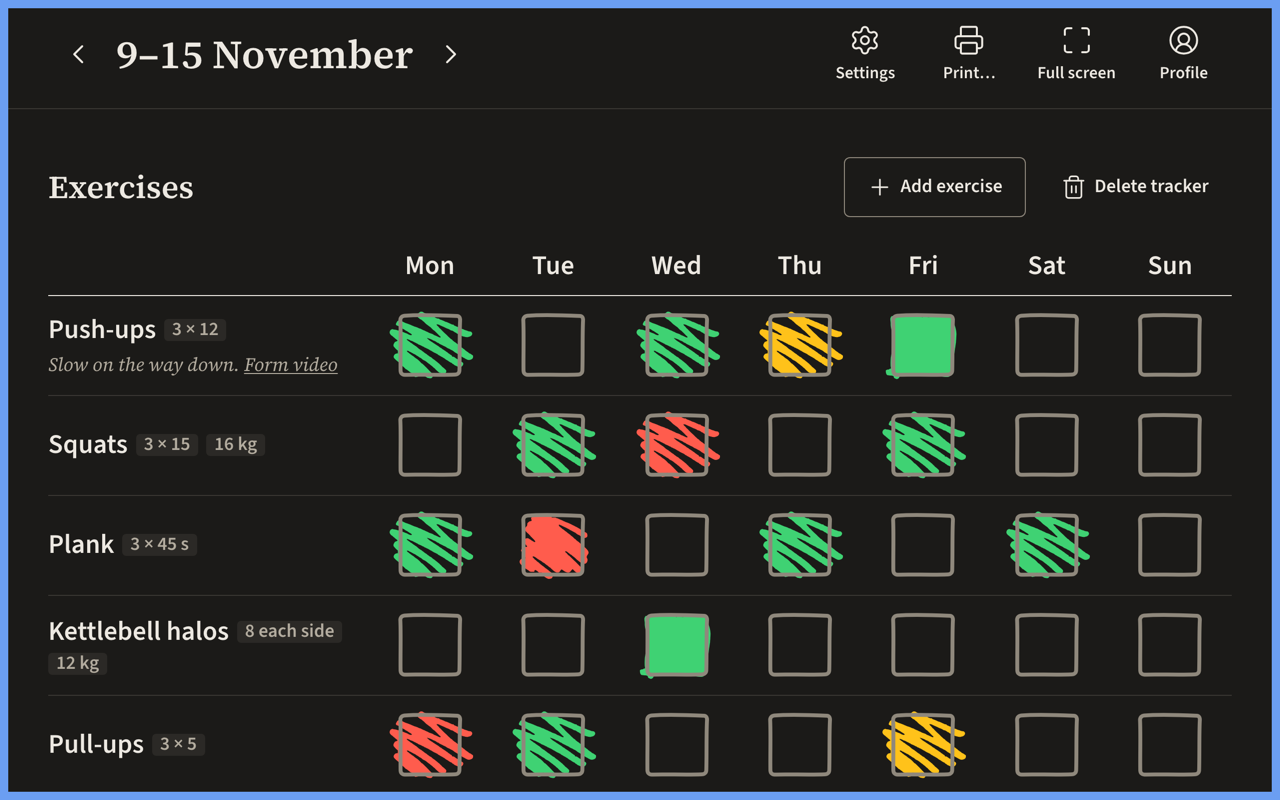 9–15 November
Settings
Print…
Full screen
Profile
Exercises
Add exercise
Delete tracker
Mon Tue Wed Thu Fri Sat Sun
Push-ups 3 × 12
Slow on the way down. Form video
Squats 3 × 15 16 kg
Plank 3 × 45 s
Kettlebell halos 8 each side
12 kg
Pull-ups 3 × 5